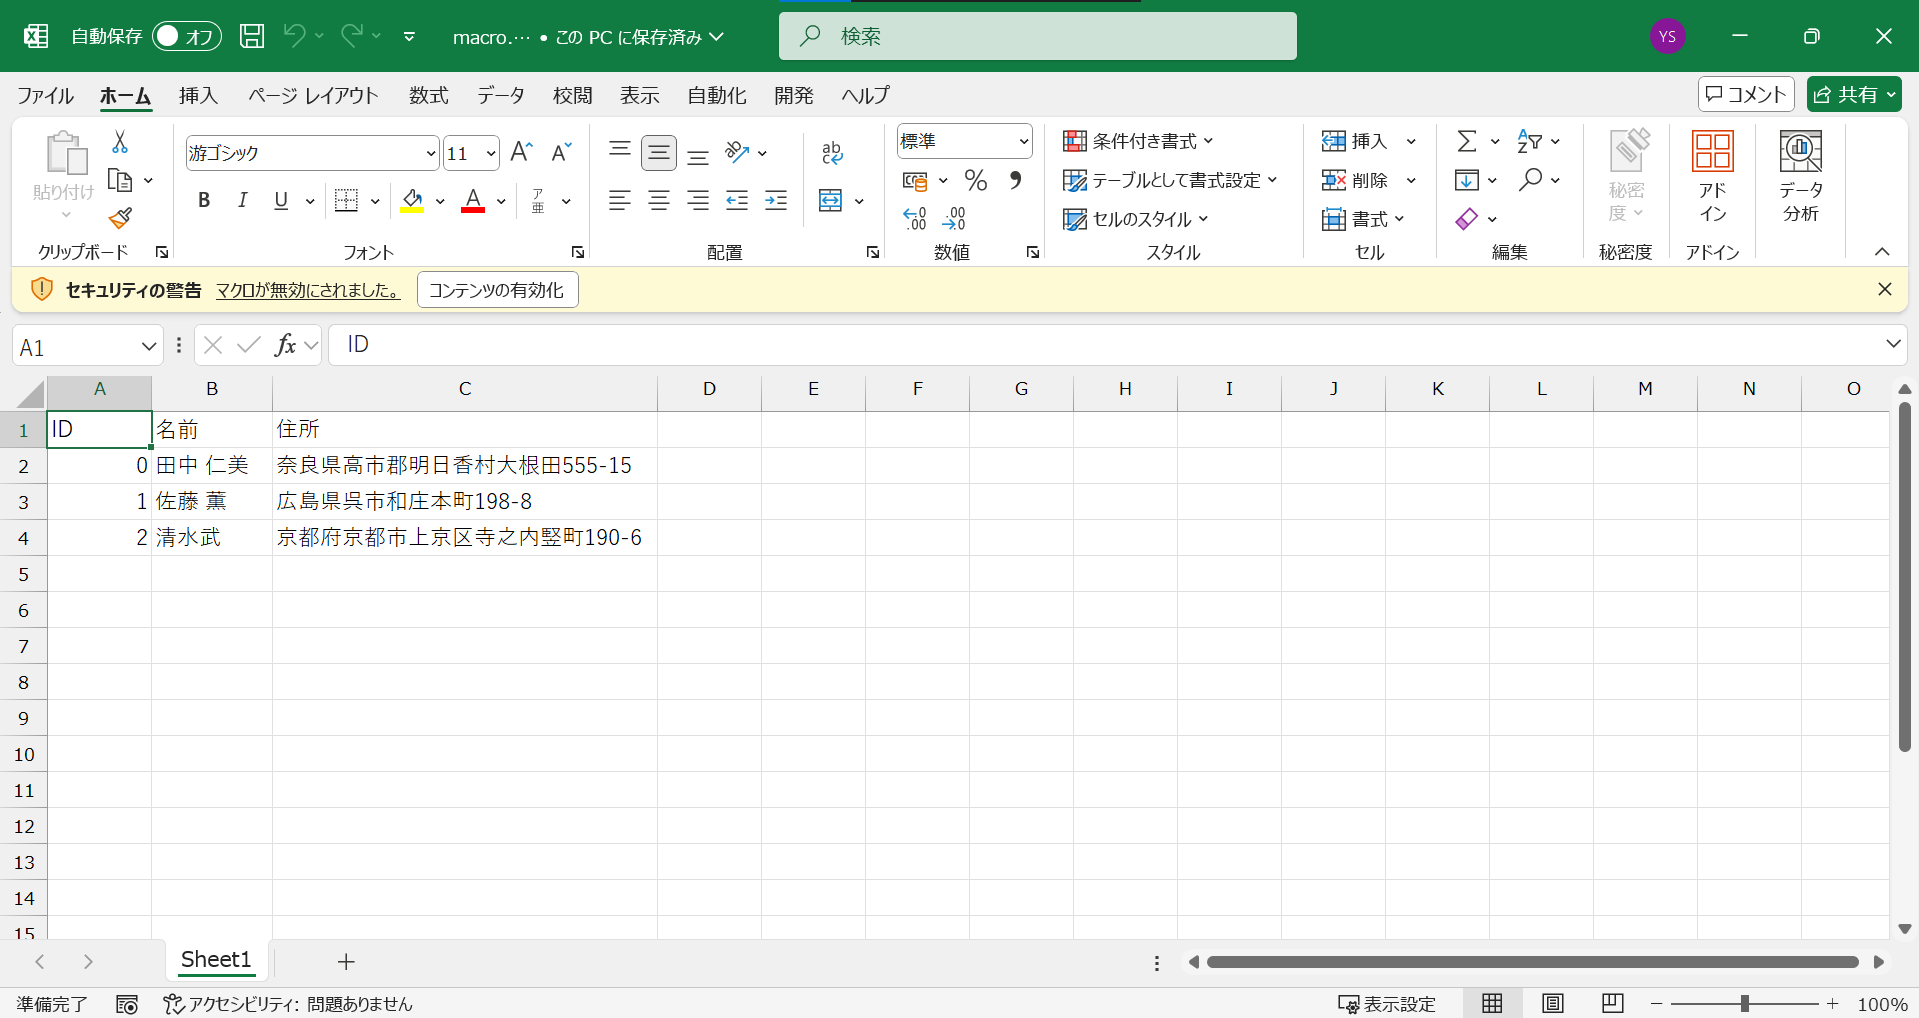 自動保存 オフ macro.… • この PC に保存済み 検索 YS
ファイル ホーム 挿入 ページ レイアウト 数式 データ 校閲 表示 自動化 開発 ヘルプ コメント 共有
貼り付け
クリップボード
游ゴシック 11 A A
B I U A ア亜
フォント
ab
ab c
配置
標準
% 9
←0 .00 .00 →0
数値
条件付き書式
テーブルとして書式設定
セルのスタイル
スタイル
挿入
削除
書式
セル
Σ AZ
編集
秘密度
秘密度
アドイン
アドイン
データ分析
セキュリティの警告 マクロが無効にされました。 コンテンツの有効化
A1 fx ID
A B C D E F G H I J K L M N O
1 ID 名前 住所
2 0 田中 仁美 奈良県高市郡明日香村大根田555-15
3 1 佐藤 薫 広島県呉市和庄本町198-8
4 2 清水武 京都府京都市上京区寺之内竪町190-6
5
6
7
8
9
10
11
12
13
14
15
Sheet1
準備完了 アクセシビリティ: 問題ありません 表示設定 100%